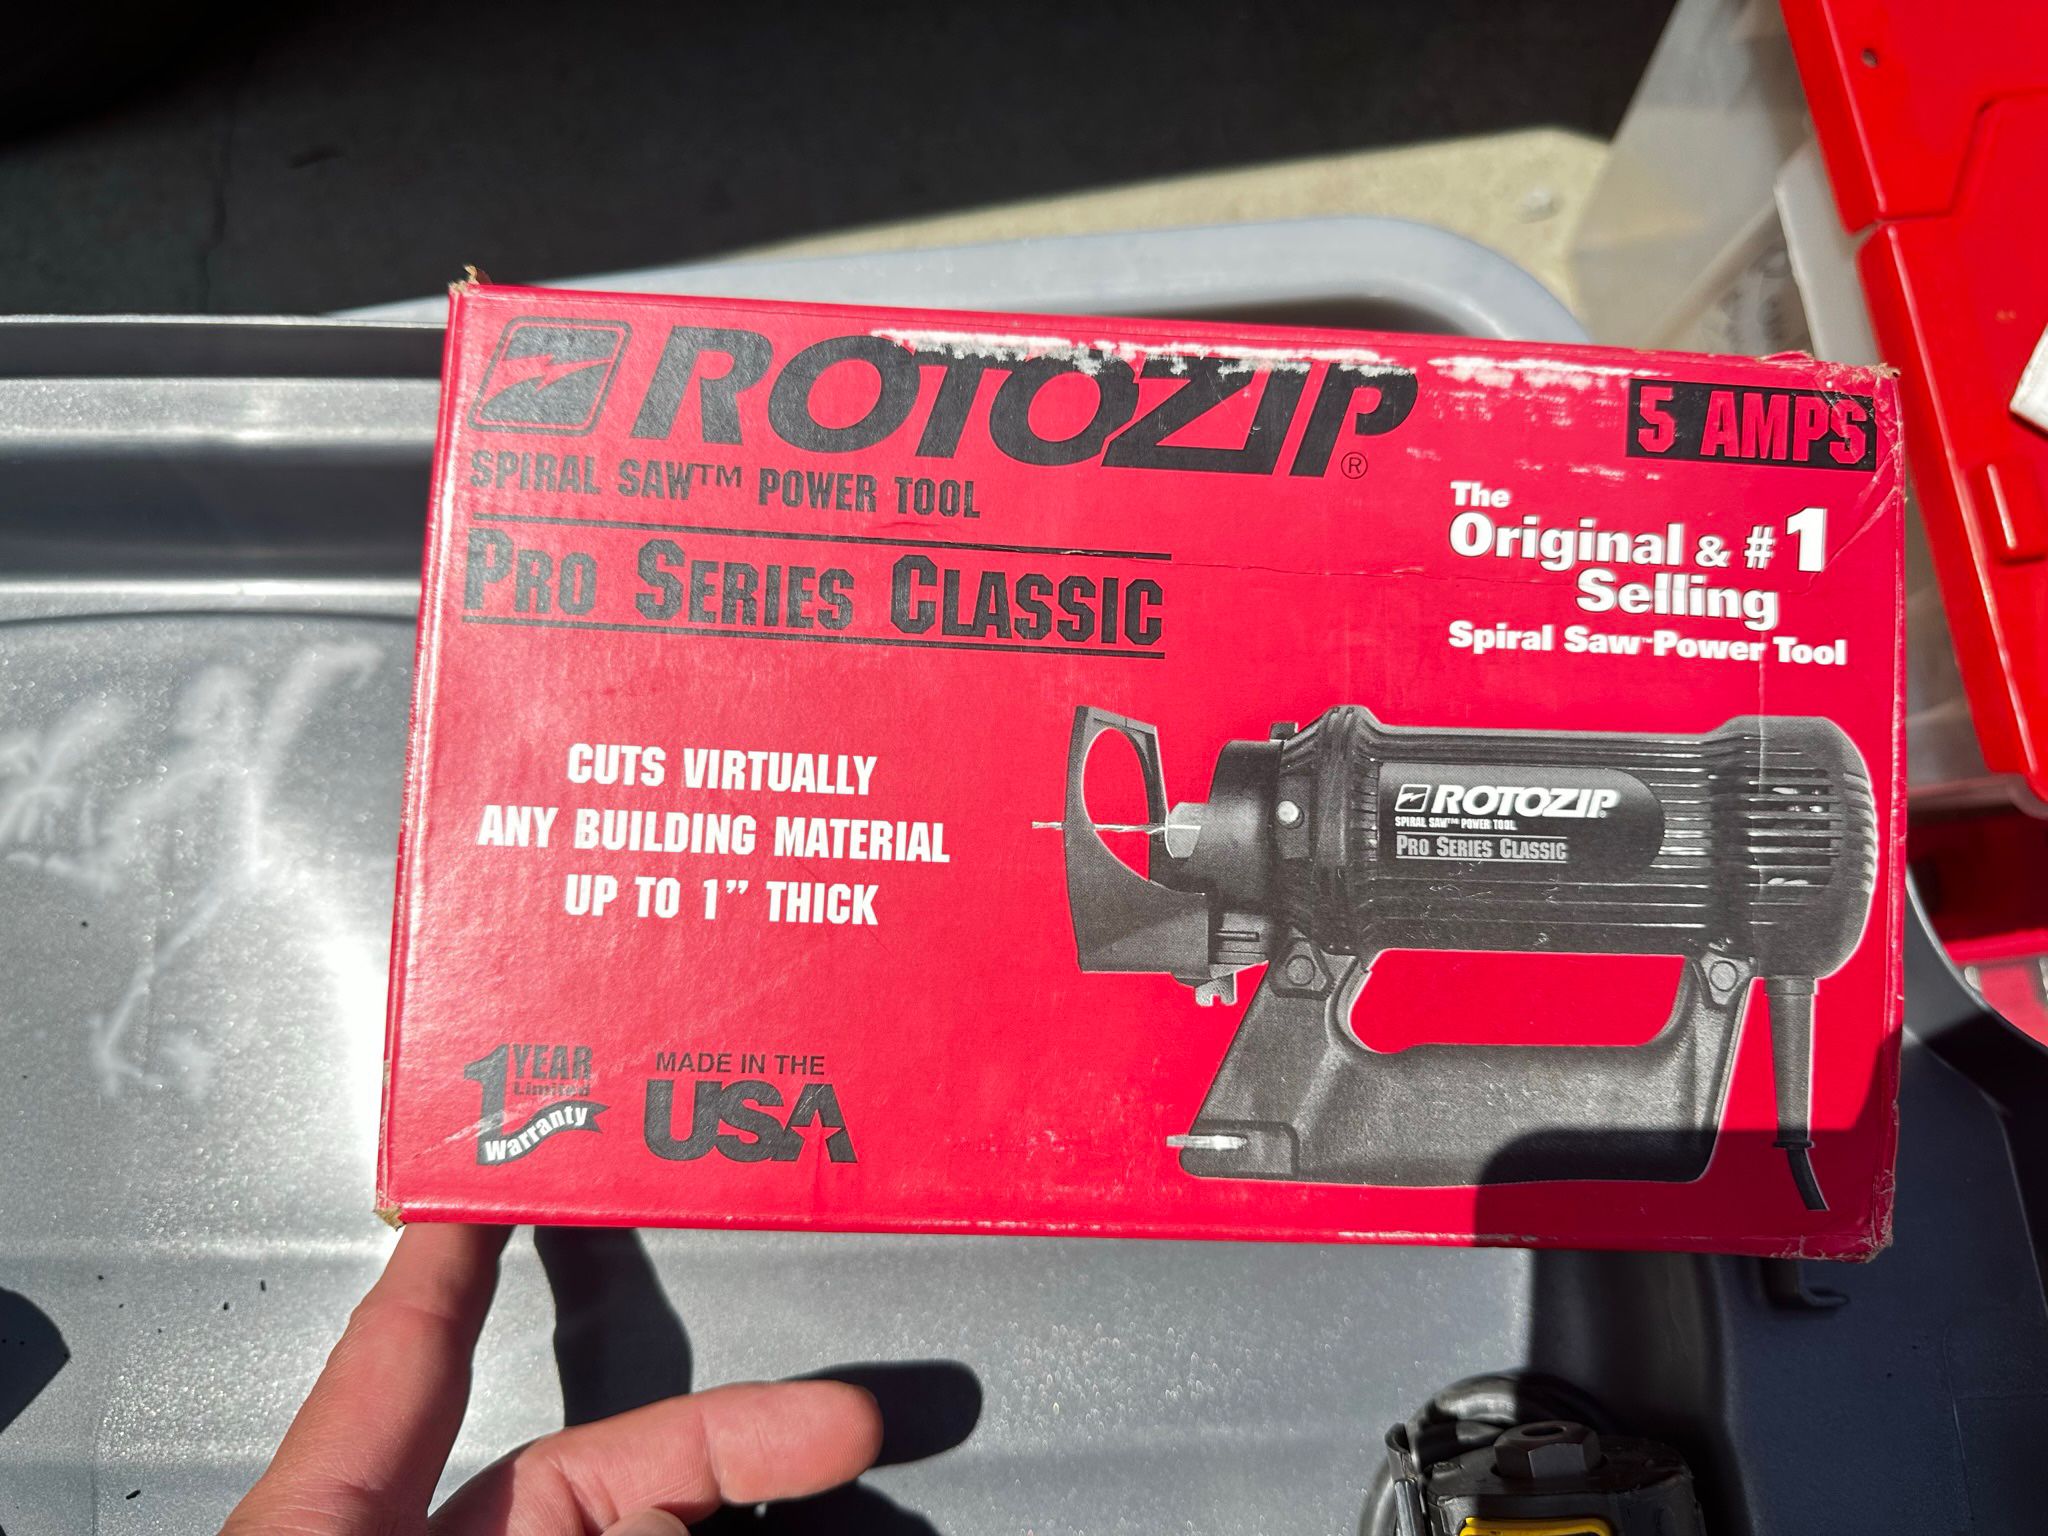 ROTOZIP®
SPIRAL SAW™ POWER TOOL
PRO SERIES CLASSIC
5 AMPS
The
Original & #1
Selling
Spiral Saw™ Power Tool
CUTS VIRTUALLY
ANY BUILDING MATERIAL
UP TO 1” THICK
ROTOZIP®
SPIRAL SAW™ POWER TOOL
PRO SERIES CLASSIC
1 YEAR
Limited
Warranty
MADE IN THE
USA